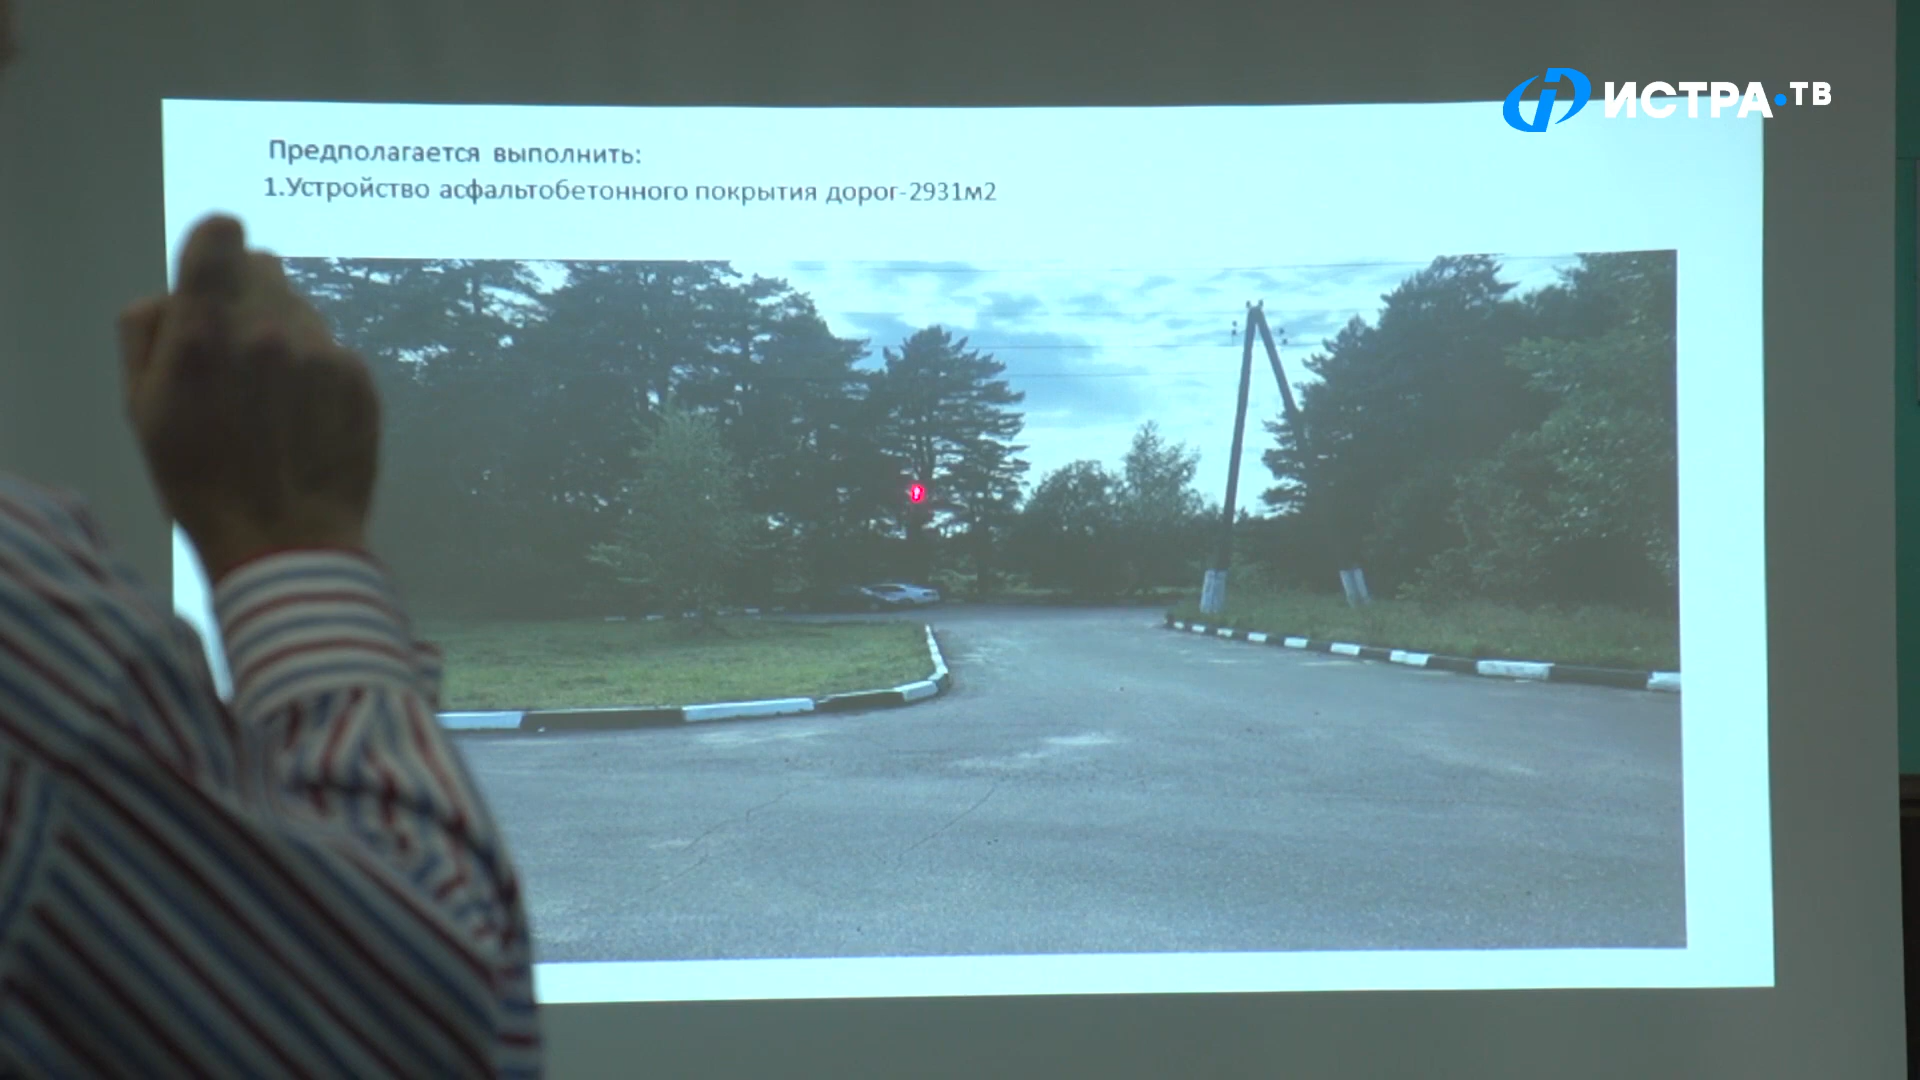 ИСТРА.ТВ
Предполагается выполнить:
1.Устройство асфальтобетонного покрытия дорог-2931м2